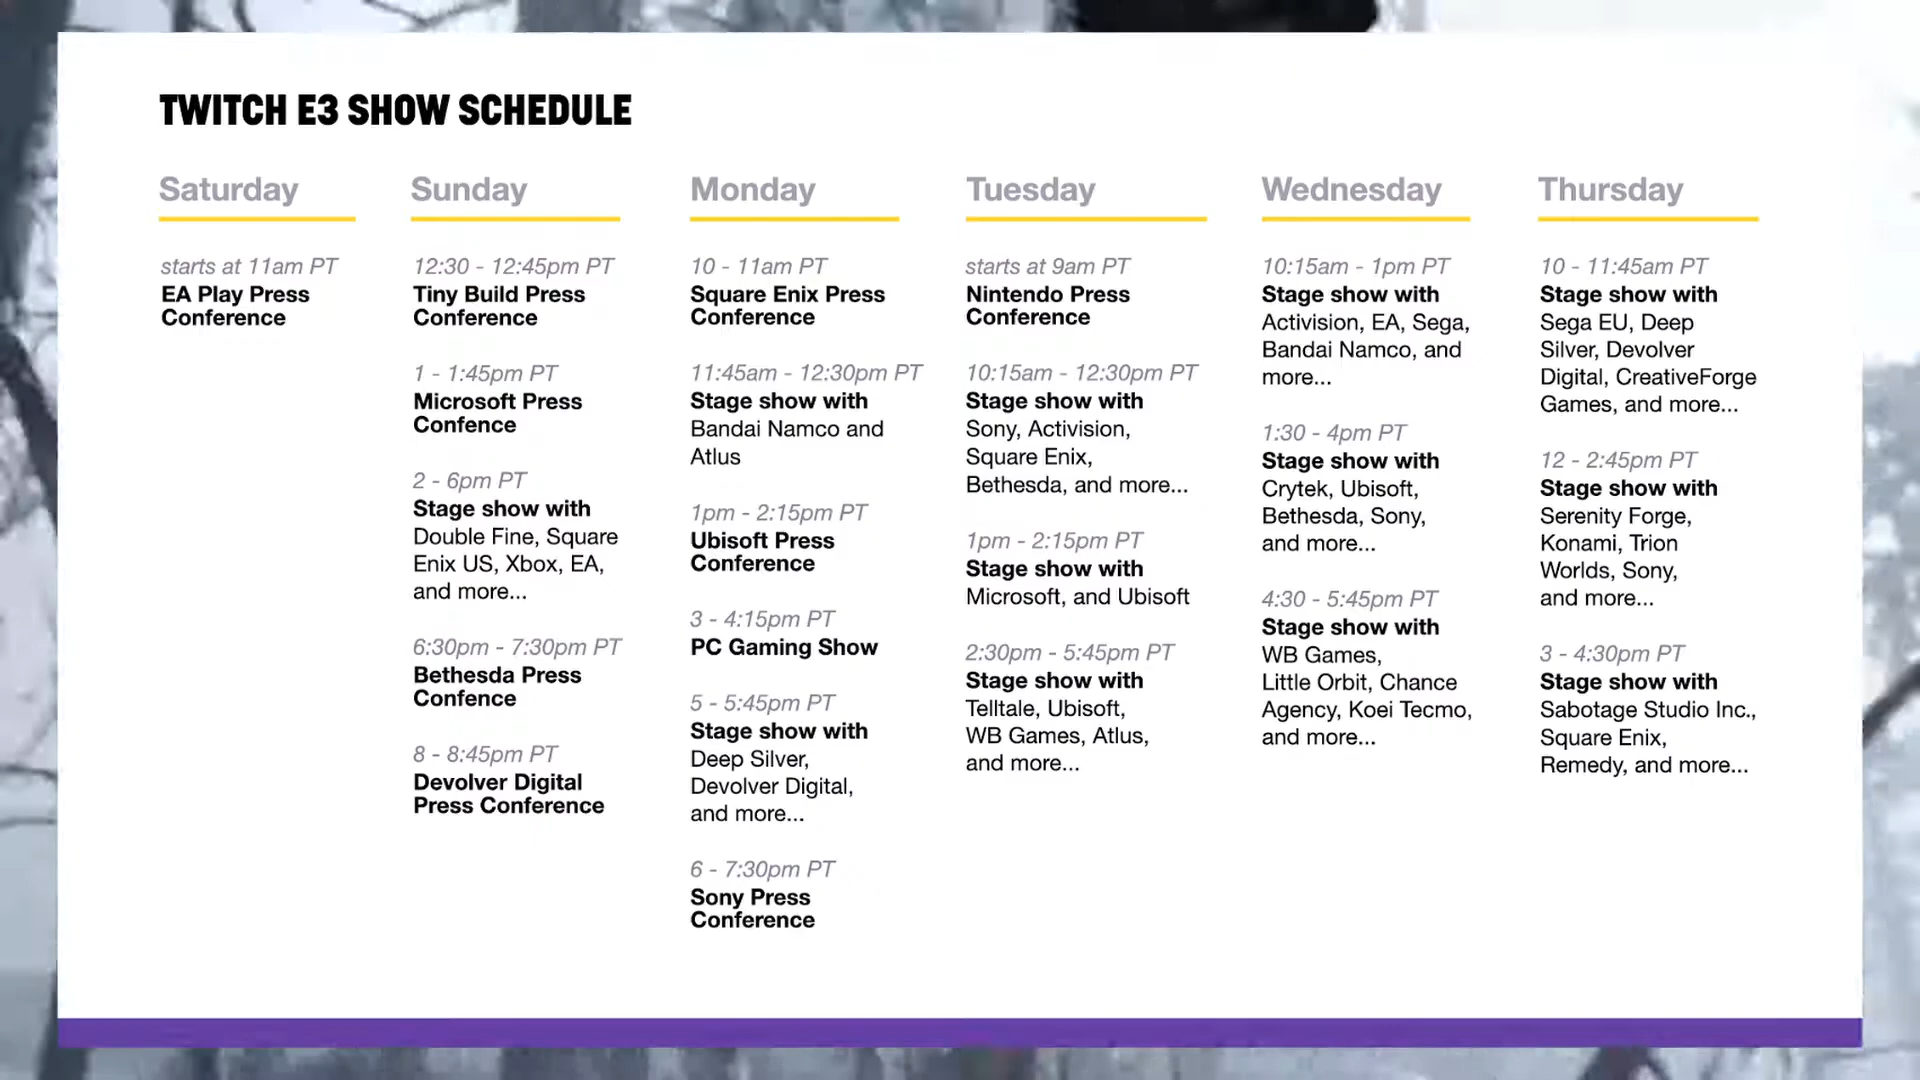 TWITCH E3 SHOW SCHEDULE
Saturday
starts at 11am PT
EA Play Press
Conference
Sunday
12:30 - 12:45pm PT
Tiny Build Press
Conference
1 - 1:45pm PT
Microsoft Press
Confence
2 - 6pm PT
Stage show with
Double Fine, Square
Enix US, Xbox, EA,
and more...
6:30pm - 7:30pm PT
Bethesda Press
Confence
8 - 8:45pm PT
Devolver Digital
Press Conference
Monday
10 - 11am PT
Square Enix Press
Conference
11:45am - 12:30pm PT
Stage show with
Bandai Namco and
Atlus
1pm - 2:15pm PT
Ubisoft Press
Conference
3 - 4:15pm PT
PC Gaming Show
5 - 5:45pm PT
Stage show with
Deep Silver,
Devolver Digital,
and more...
6 - 7:30pm PT
Sony Press
Conference
Tuesday
starts at 9am PT
Nintendo Press
Conference
10:15am - 12:30pm PT
Stage show with
Sony, Activision,
Square Enix,
Bethesda, and more...
1pm - 2:15pm PT
Stage show with
Microsoft, and Ubisoft
2:30pm - 5:45pm PT
Stage show with
Telltale, Ubisoft,
WB Games, Atlus,
and more...
Wednesday
10:15am - 1pm PT
Stage show with
Activision, EA, Sega,
Bandai Namco, and
more...
1:30 - 4pm PT
Stage show with
Crytek, Ubisoft,
Bethesda, Sony,
and more...
4:30 - 5:45pm PT
Stage show with
WB Games,
Little Orbit, Chance
Agency, Koei Tecmo,
and more...
Thursday
10 - 11:45am PT
Stage show with
Sega EU, Deep
Silver, Devolver
Digital, CreativeForge
Games, and more...
12 - 2:45pm PT
Stage show with
Serenity Forge,
Konami, Trion
Worlds, Sony,
and more...
3 - 4:30pm PT
Stage show with
Sabotage Studio Inc.,
Square Enix,
Remedy, and more...